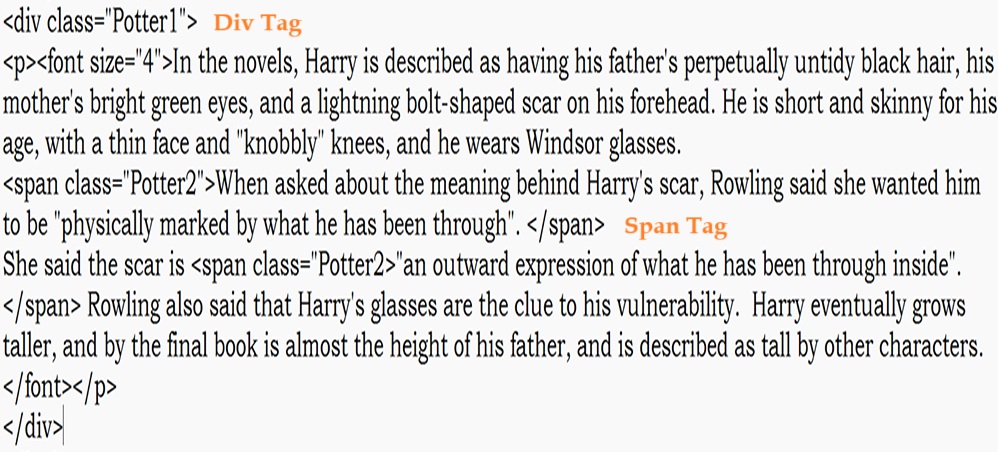 <div class="Potter1"> Div Tag
<p><font size="4">In the novels, Harry is described as having his father's perpetually untidy black hair, his
mother's bright green eyes, and a lightning bolt-shaped scar on his forehead. He is short and skinny for his
age, with a thin face and "knobbly" knees, and he wears Windsor glasses.
<span class="Potter2">When asked about the meaning behind Harry's scar, Rowling said she wanted him
to be "physically marked by what he has been through". </span> Span Tag
She said the scar is <span class="Potter2>"an outward expression of what he has been through inside".
</span> Rowling also said that Harry's glasses are the clue to his vulnerability.  Harry eventually grows
taller, and by the final book is almost the height of his father, and is described as tall by other characters.
</font></p>
</div>